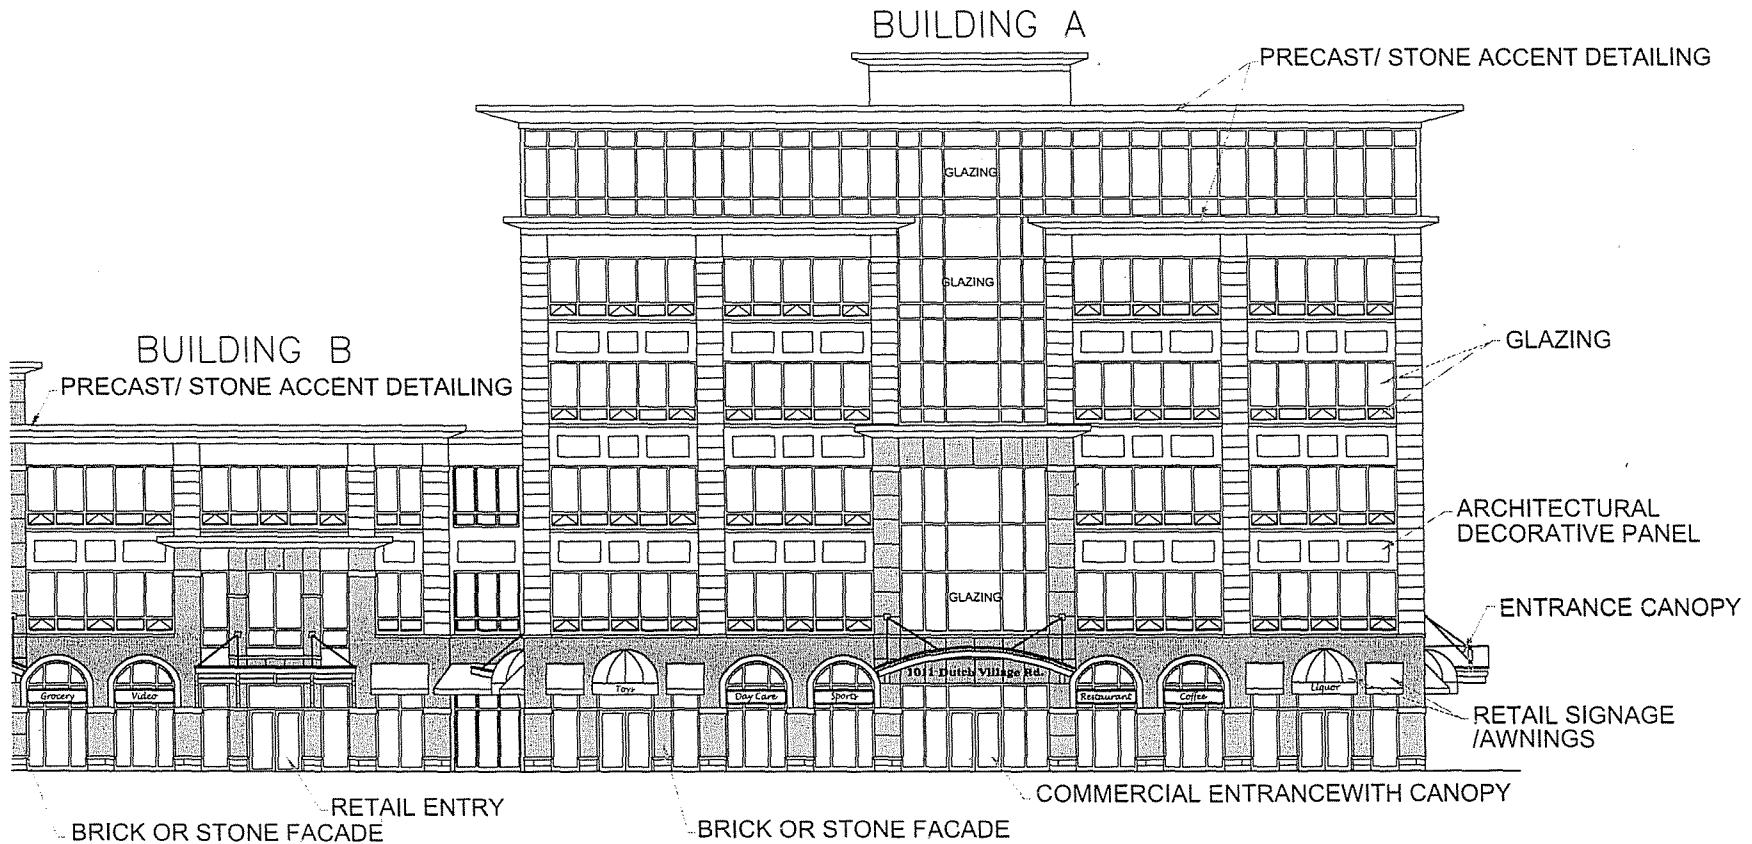 BUILDING A
PRECAST/ STONE ACCENT DETAILING
GLAZING
GLAZING
GLAZING
BUILDING B
PRECAST/ STONE ACCENT DETAILING
GLAZING
ARCHITECTURAL
DECORATIVE PANEL
ENTRANCE CANOPY
1011 Dutch Village Rd.
Grocery
Video
Toys
Day Care
Sports
Restaurant
Coffee
Liquor
RETAIL SIGNAGE
/AWNINGS
RETAIL ENTRY
COMMERCIAL ENTRANCEWITH CANOPY
BRICK OR STONE FACADE
BRICK OR STONE FACADE